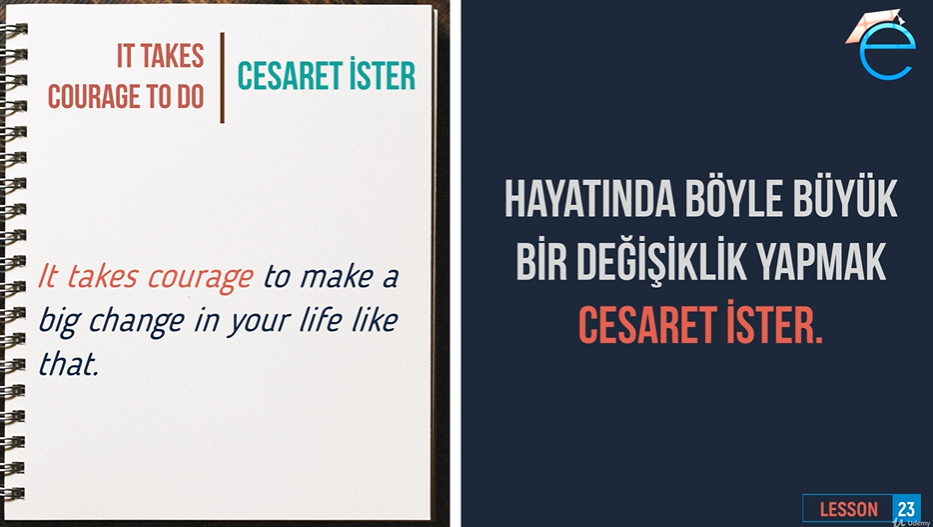 IT TAKES
COURAGE TO DO
CESARET İSTER
It takes courage to make a
big change in your life like
that.
HAYATINDA BÖYLE BÜYÜK
BİR DEĞİŞİKLİK YAPMAK
CESARET İSTER.
e
LESSON 23
Udemy